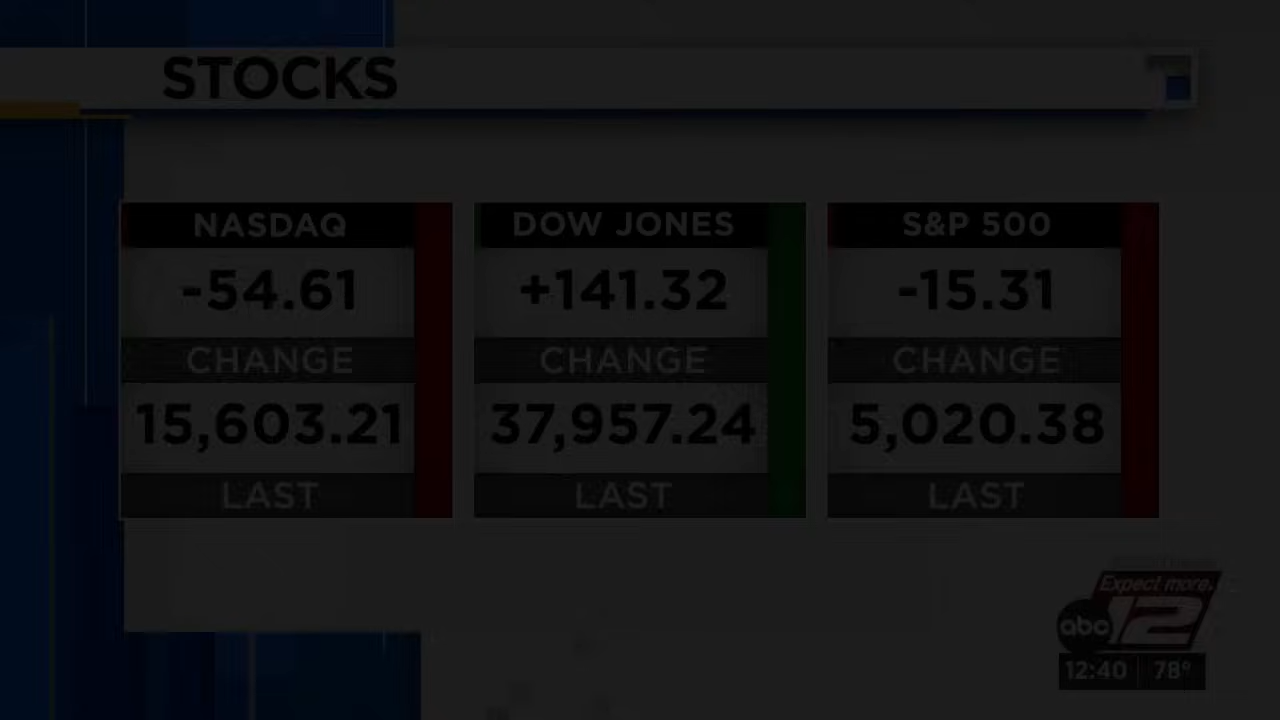 STOCKS
NASDAQ
-54.61
CHANGE
15,603.21
LAST
DOW JONES
+141.32
CHANGE
37,957.24
LAST
S&P 500
-15.31
CHANGE
5,020.38
LAST
Expect more.
abc 12
12:40 78°